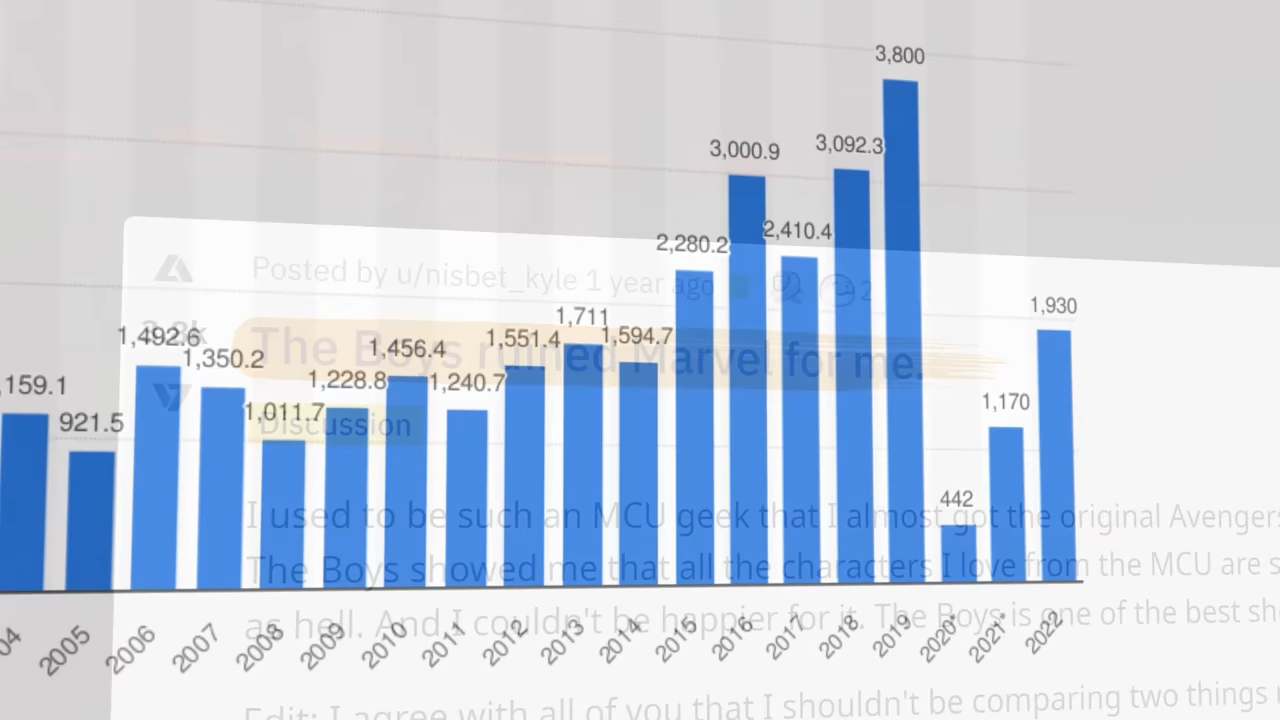 3,800
3,000.9
3,092.3
2,280.2
2,410.4
Posted by u/nisbet_kyle 1 year ago
2
1,930
1,711
2.8k
1,492.6
1,551.4
1,594.7
The Boys ruined Marvel for me.
1,350.2
1,456.4
1,228.8
1,240.7
,159.1
921.5
1,011.7
1,170
Discussion
442
I used to be such an MCU geek that I almost got the original Avengers
The Boys showed me that all the characters I love from the MCU are s
as hell. And I couldn't be happier for it. The Boys is one of the best sh
04 2005 2006 2007 2008 2009 2010 2011 2012 2013 2014 2015 2016 2017 2018 2019 2020* 2021* 2022
Edit: I agree with all of you that I shouldn't be comparing two things